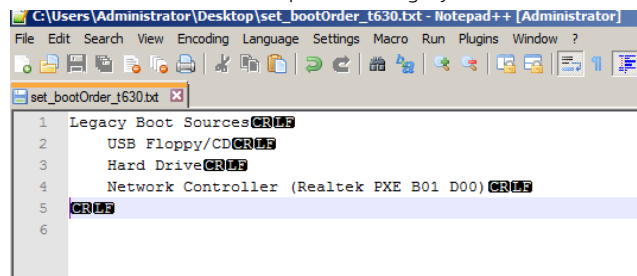 C:\Users\Administrator\Desktop\set_bootOrder_t630.txt - Notepad++ [Administrator]
File Edit Search View Encoding Language Settings Macro Run Plugins Window ?
set_bootOrder_t630.txt
1 Legacy Boot SourcesCRLF
2 USB Floppy/CDCRLF
3 Hard DriveCRLF
4 Network Controller (Realtek PXE B01 D00)CRLF
5 CRLF
6